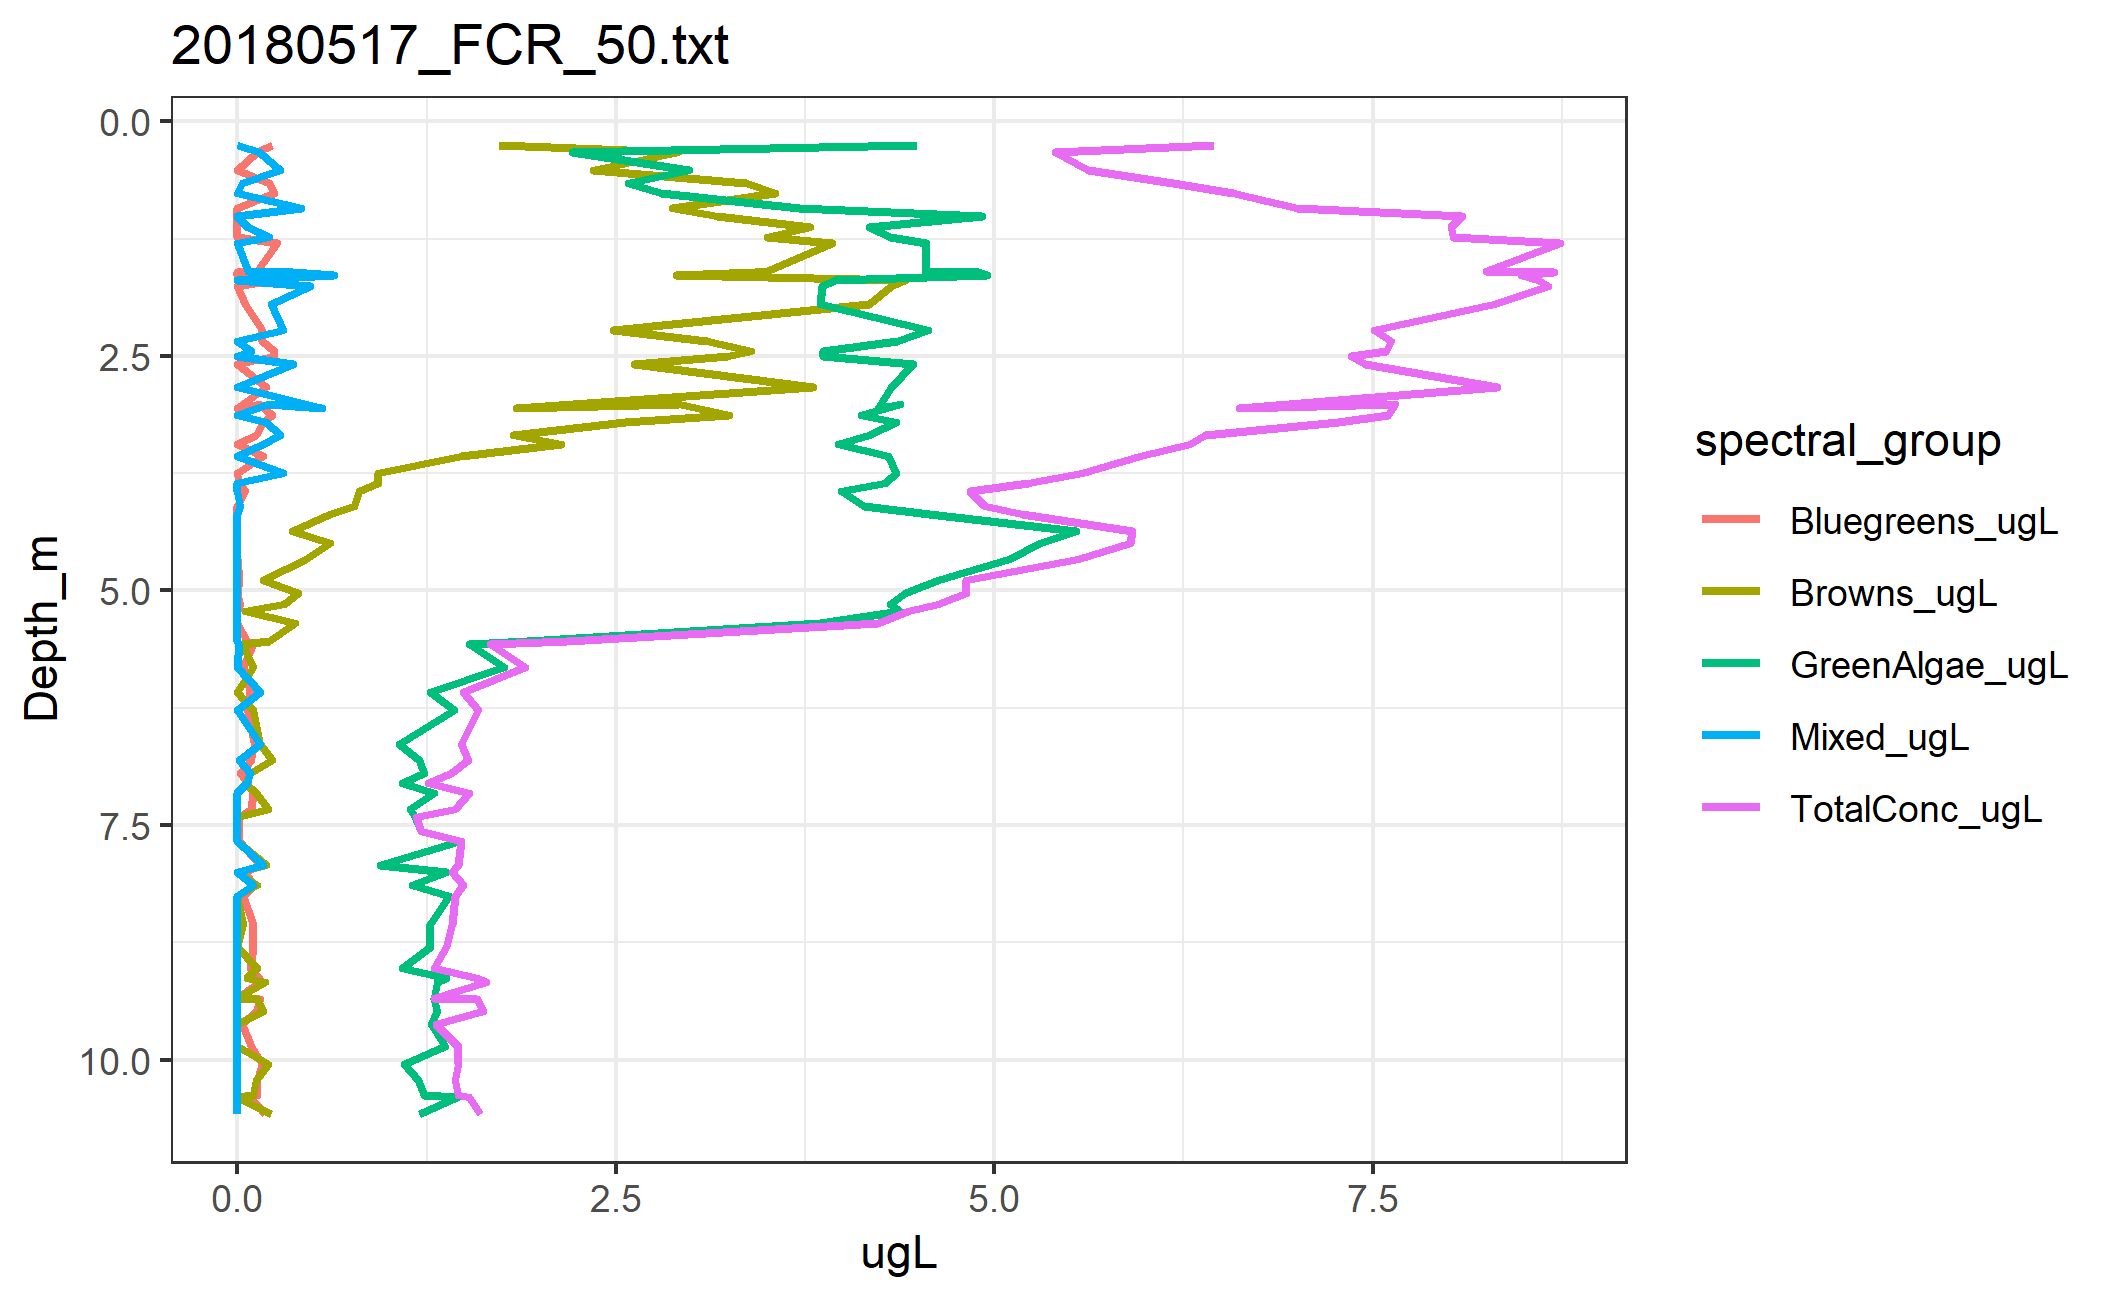 20180517_FCR_50.txt
0.0
2.5
5.0
7.5
10.0
Depth_m
0.0 2.5 5.0 7.5
ugL
spectral_group
Bluegreens_ugL
Browns_ugL
GreenAlgae_ugL
Mixed_ugL
TotalConc_ugL